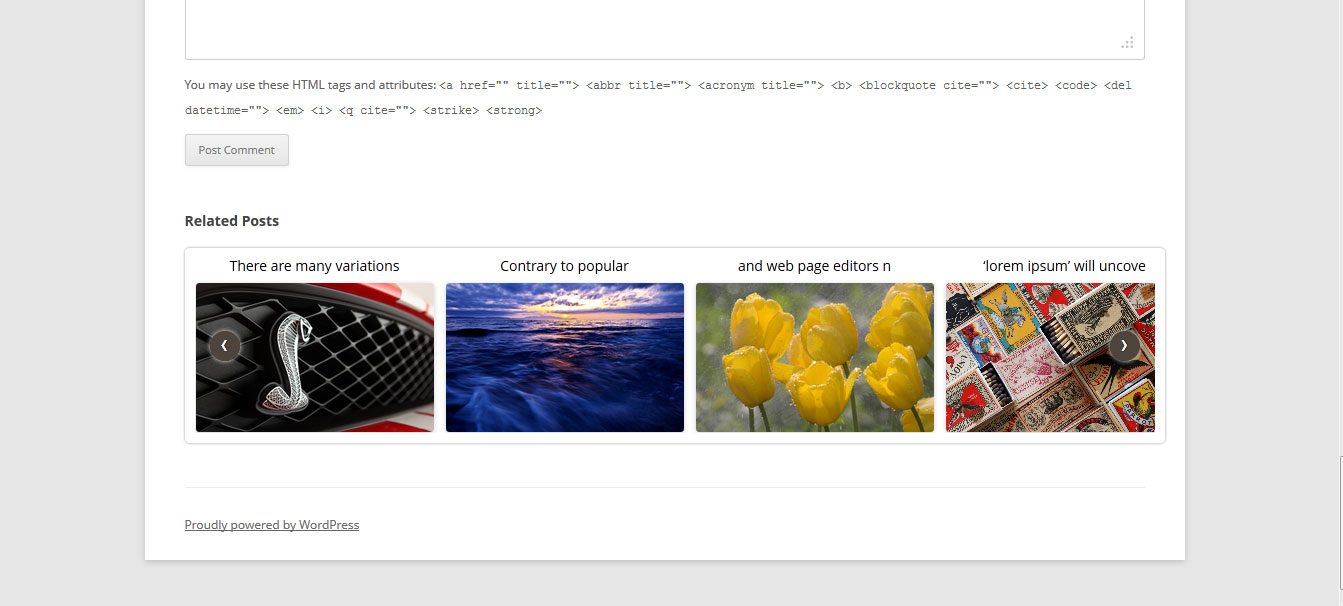 You may use these HTML tags and attributes: <a href="" title=""> <abbr title=""> <acronym title=""> <b> <blockquote cite=""> <cite> <code> <del
datetime=""> <em> <i> <q cite=""> <strike> <strong>
Post Comment
Related Posts
There are many variations
Contrary to popular
and web page editors n
‘lorem ipsum’ will uncove
Proudly powered by WordPress